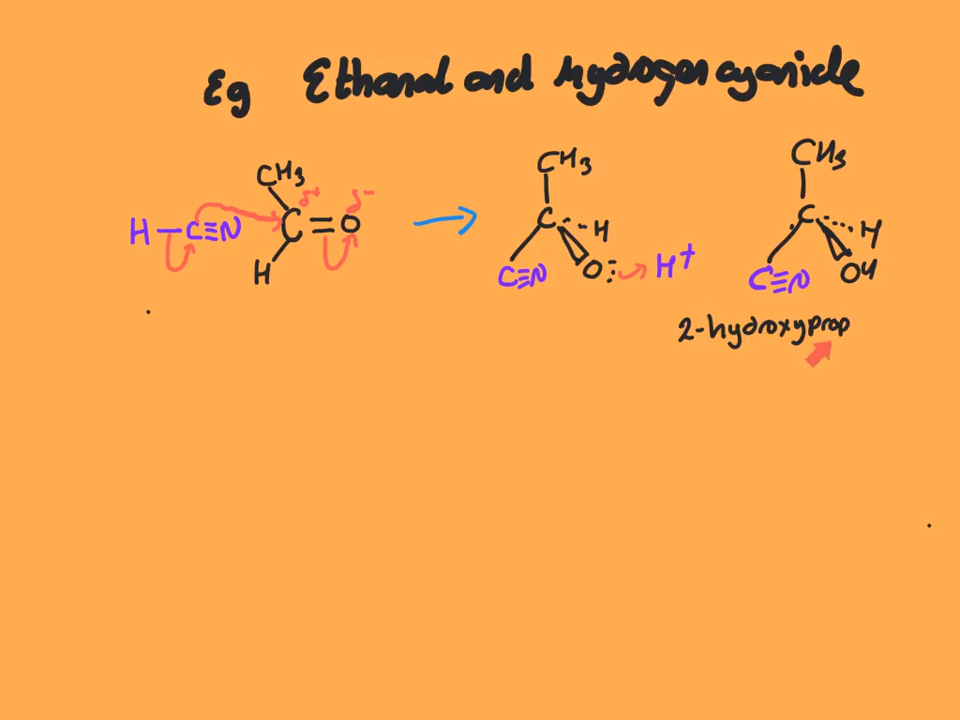 Eg Ethanal and Hydrogen cyanide
CH3 CH3 CH3
δ+ δ-
H-C≡N C=O C H C H
H C≡N O: H+ C≡N OH
2-hydroxyprop